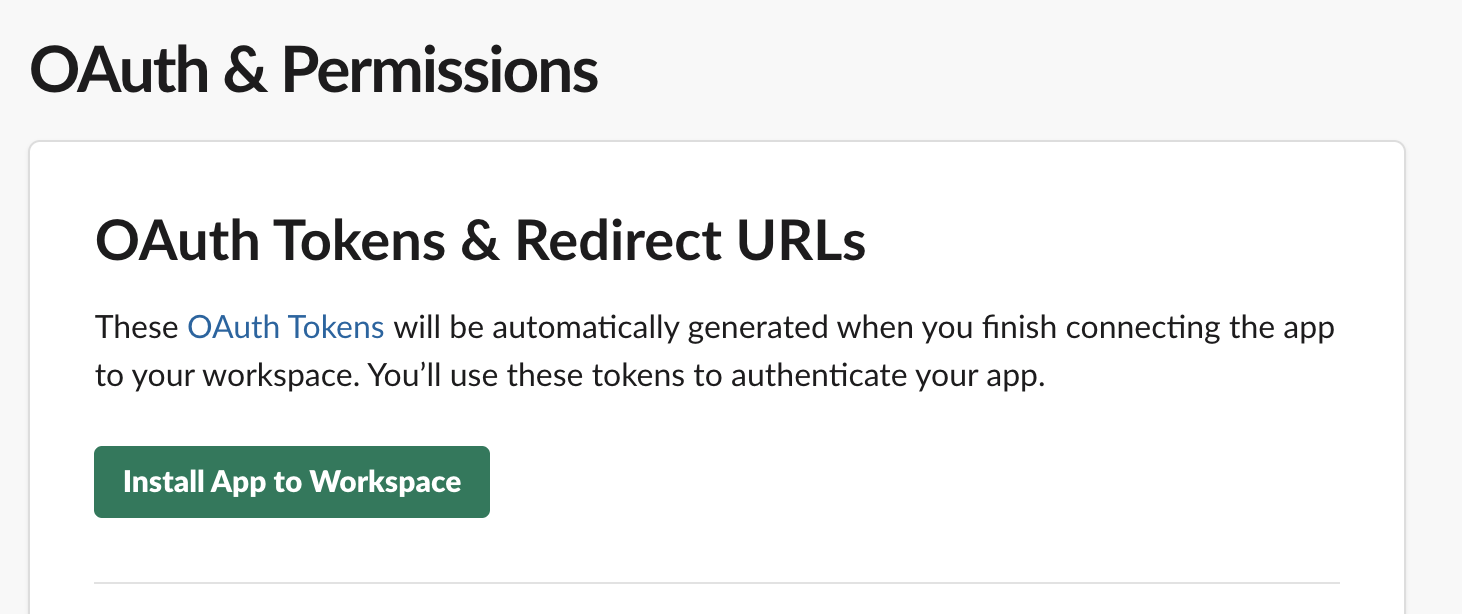 OAuth & Permissions
OAuth Tokens & Redirect URLs
These OAuth Tokens will be automatically generated when you finish connecting the app
to your workspace. You’ll use these tokens to authenticate your app.
Install App to Workspace